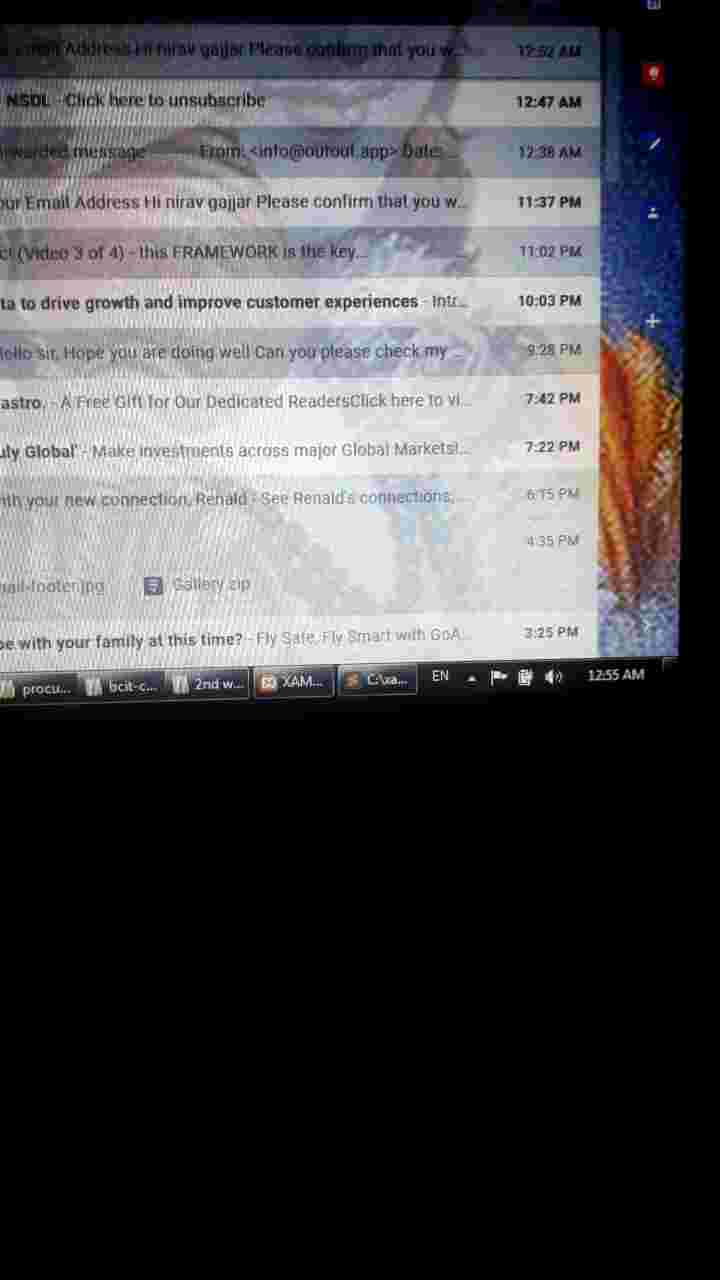 Email Address Hi nirav gajjar Please confirm that you w... 12:52 AM
NSDL - Click here to unsubscribe 12:47 AM
message From: <info@outout.app> Date: ... 12:38 AM
our Email Address Hi nirav gajjar Please confirm that you w... 11:37 PM
(Video 3 of 4) - this FRAMEWORK is the key... 11:02 PM
ta to drive growth and improve customer experiences - Intr... 10:03 PM
Hello sir, Hope you are doing well Can you please check my ... 9:28 PM
astro. - A Free Gift for Our Dedicated ReadersClick here to vi... 7:42 PM
uly Global" - Make investments across major Global Markets!... 7:22 PM
ith your new connection, Renald - See Renald's connections, ... 6:15 PM
4:35 PM
mail-footer.jpg Gallery.zip
be with your family at this time? - Fly Safe, Fly Smart with GoA... 3:25 PM
procu... bcit-c... 2nd w... XAM... C:\xa... EN 12:55 AM